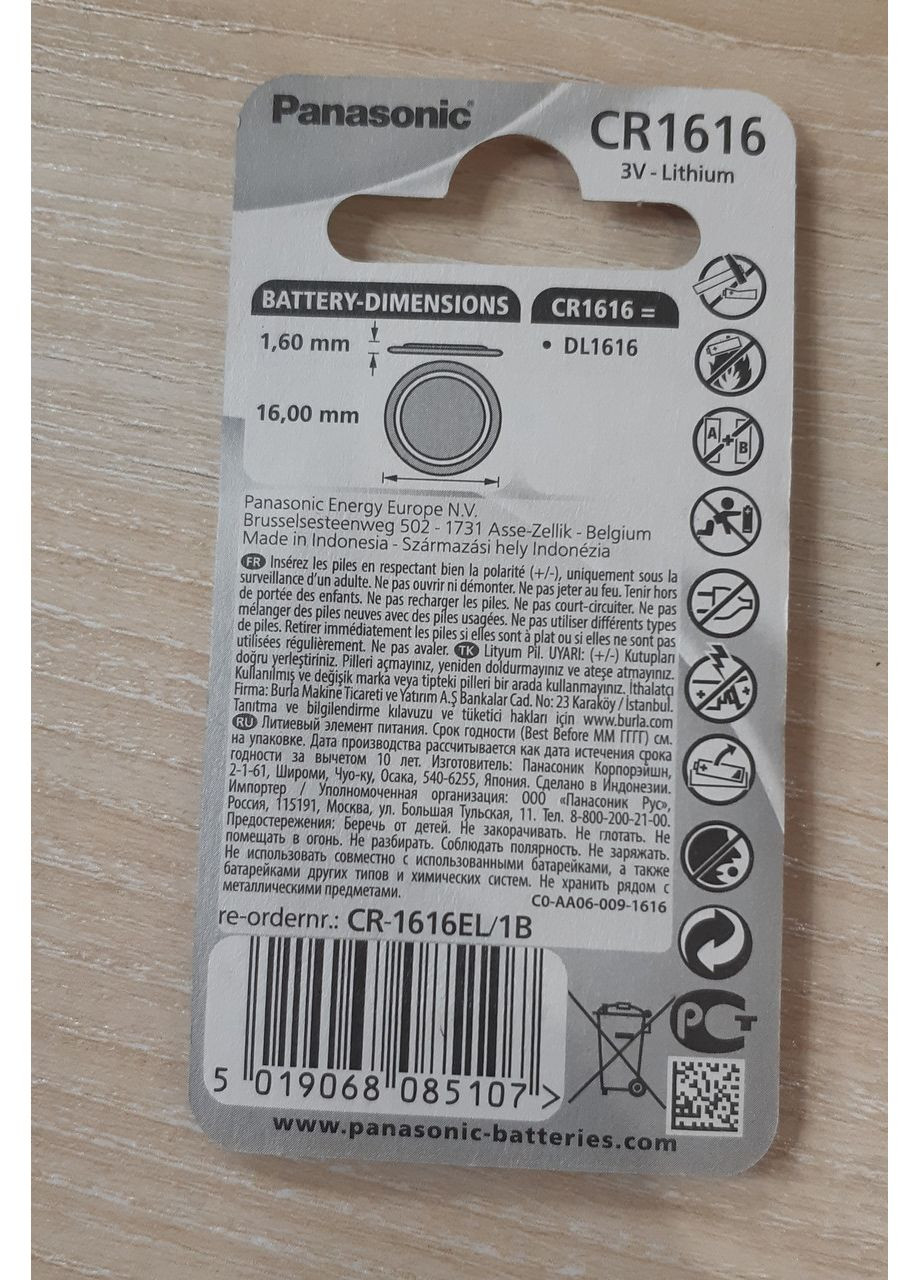 Panasonic
CR1616
3V - Lithium
BATTERY-DIMENSIONS
1,60 mm
16,00 mm
CR1616 =
• DL1616
A + B
Panasonic Energy Europe N.V.
Brusselsesteenweg 502 - 1731 Asse-Zellik - Belgium
Made in Indonesia - Származási hely Indonézia
FR Insérez les piles en respectant bien la polarité (+/-), uniquement sous la
surveillance d'un adulte. Ne pas ouvrir ni démonter. Ne pas jeter au feu. Tenir hors
de portée des enfants. Ne pas recharger les piles. Ne pas court-circuiter. Ne pas
mélanger des piles neuves avec des piles usagées. Ne pas utiliser différents types
de piles. Retirer immédiatement les piles si elles sont à plat ou si elles ne sont pas
utilisées régulièrement. Ne pas avaler. TK Lityum Pil. UYARI: (+/-) Kutupları
doğru yerleştiriniz. Pilleri açmayınız, yeniden doldurmayınız ve ateşe atmayınız.
Kullanılmış ve değişik marka veya tipteki pilleri bir arada kullanmayınız. İthalatçı
Firma: Burla Makine Ticareti ve Yatırım A.Ş Bankalar Cad. No: 23 Karaköy / İstanbul.
Tanıtma ve bilgilendirme kılavuzu ve tüketici hakları için www.burla.com
RU Литиевый элемент питания. Срок годности (Best Before ММ ГГГГ) см.
на упаковке. Дата производства рассчитывается как дата истечения срока
годности за вычетом 10 лет. Изготовитель: Панасоник Корпорэйшн,
2-1-61, Широми, Чуо-ку, Осака, 540-6255, Япония. Сделано в Индонезии.
Импортер / Уполномоченная организация: ООО «Панасоник Рус»,
Россия, 115191, Москва, ул. Большая Тульская, 11. Тел. 8-800-200-21-00.
Предостережения: Беречь от детей. Не закорачивать. Не глотать. Не
помещать в огонь. Не разбирать. Соблюдать полярность. Не заряжать.
Не использовать совместно с использованными батарейками, а также
батарейками других типов и химических систем. Не хранить рядом с
металлическими предметами.
C0-AA06-009-1616
re-ordernr.: CR-1616EL/1B
5 019068 085107 >
РСТ
www.panasonic-batteries.com